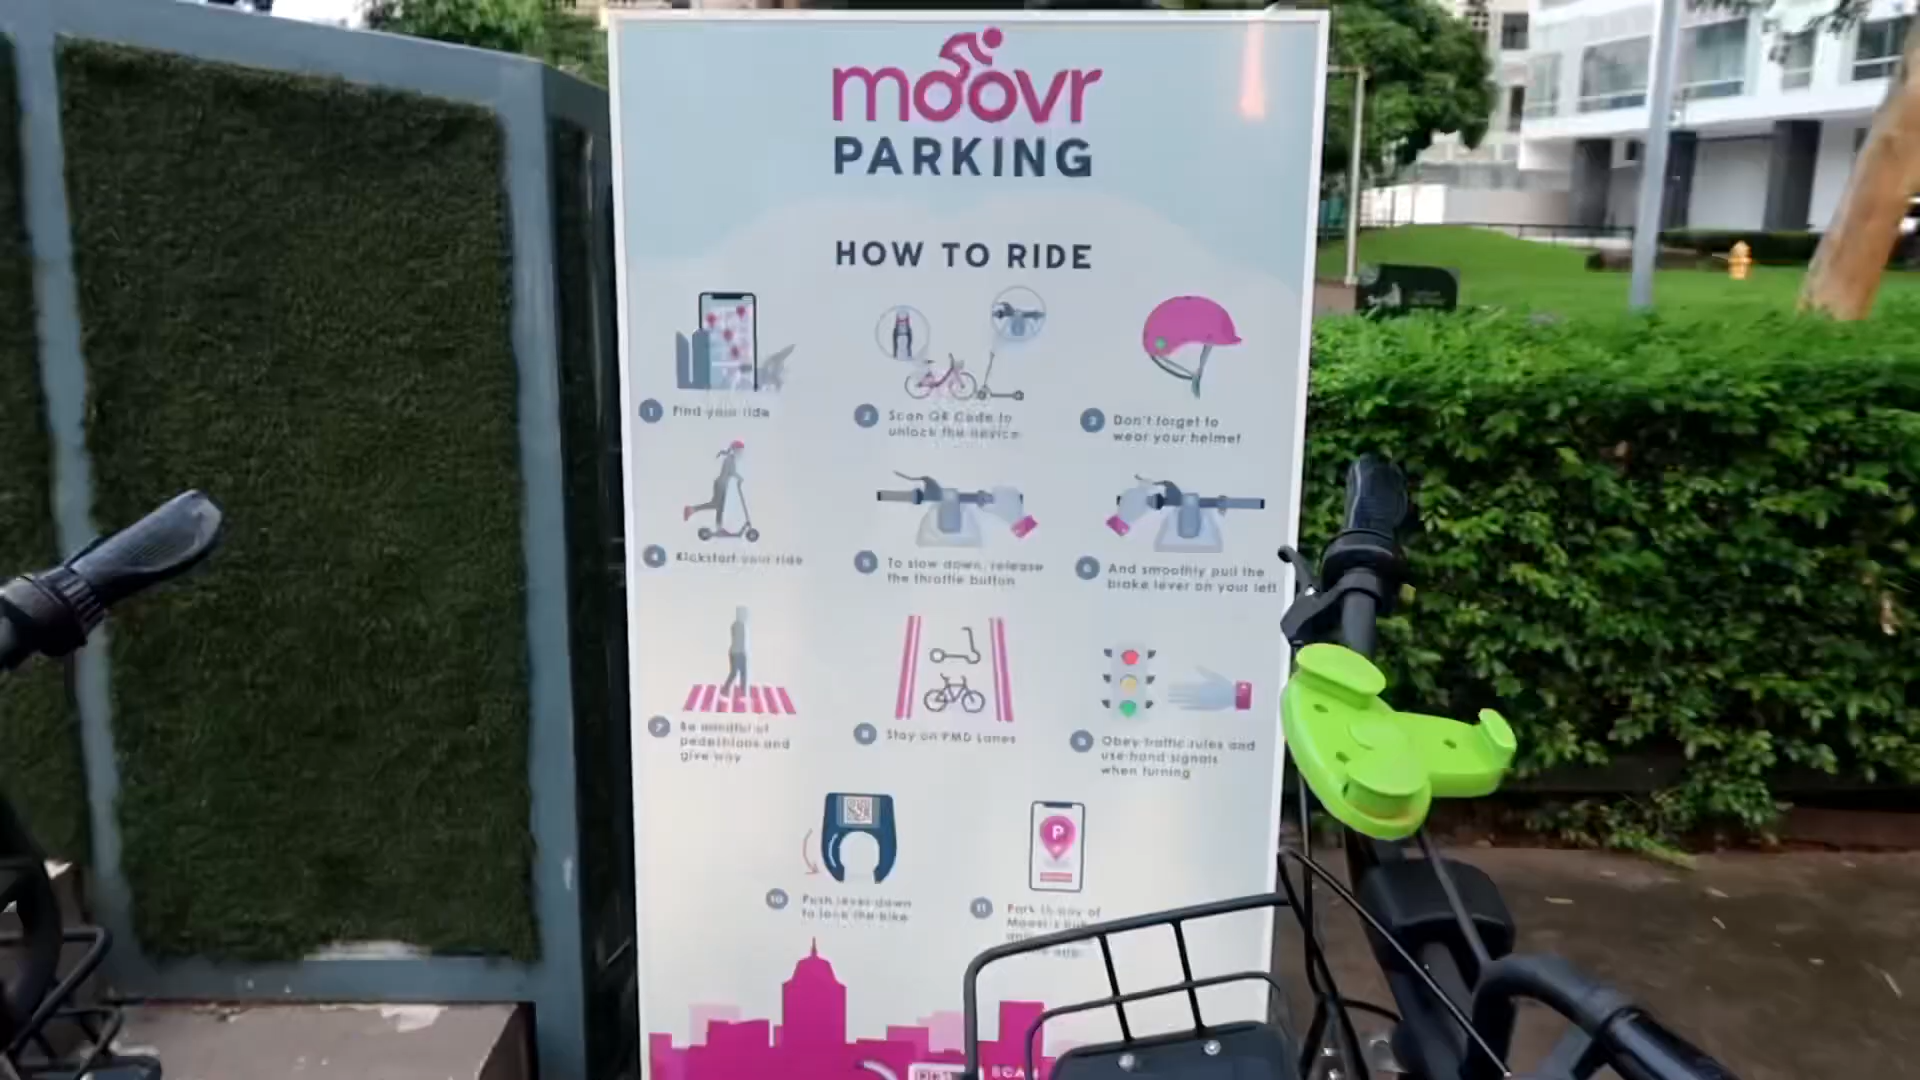 moovr
PARKING
HOW TO RIDE
1 Find your ride
2 Scan QR Code to
unlock the device
3 Don't forget to
wear your helmet
4 Kickstart your ride
5 To slow down, release
the throttle button
6 And smoothly pull the
brake lever on your left
7 Be mindful of
pedestrians and
give way
8 Stay on PMD Lanes
9 Obey traffic rules and
use hand signals
when turning
10 Push lever down
to lock the bike
P
11 Park in any of
app.
SCAN